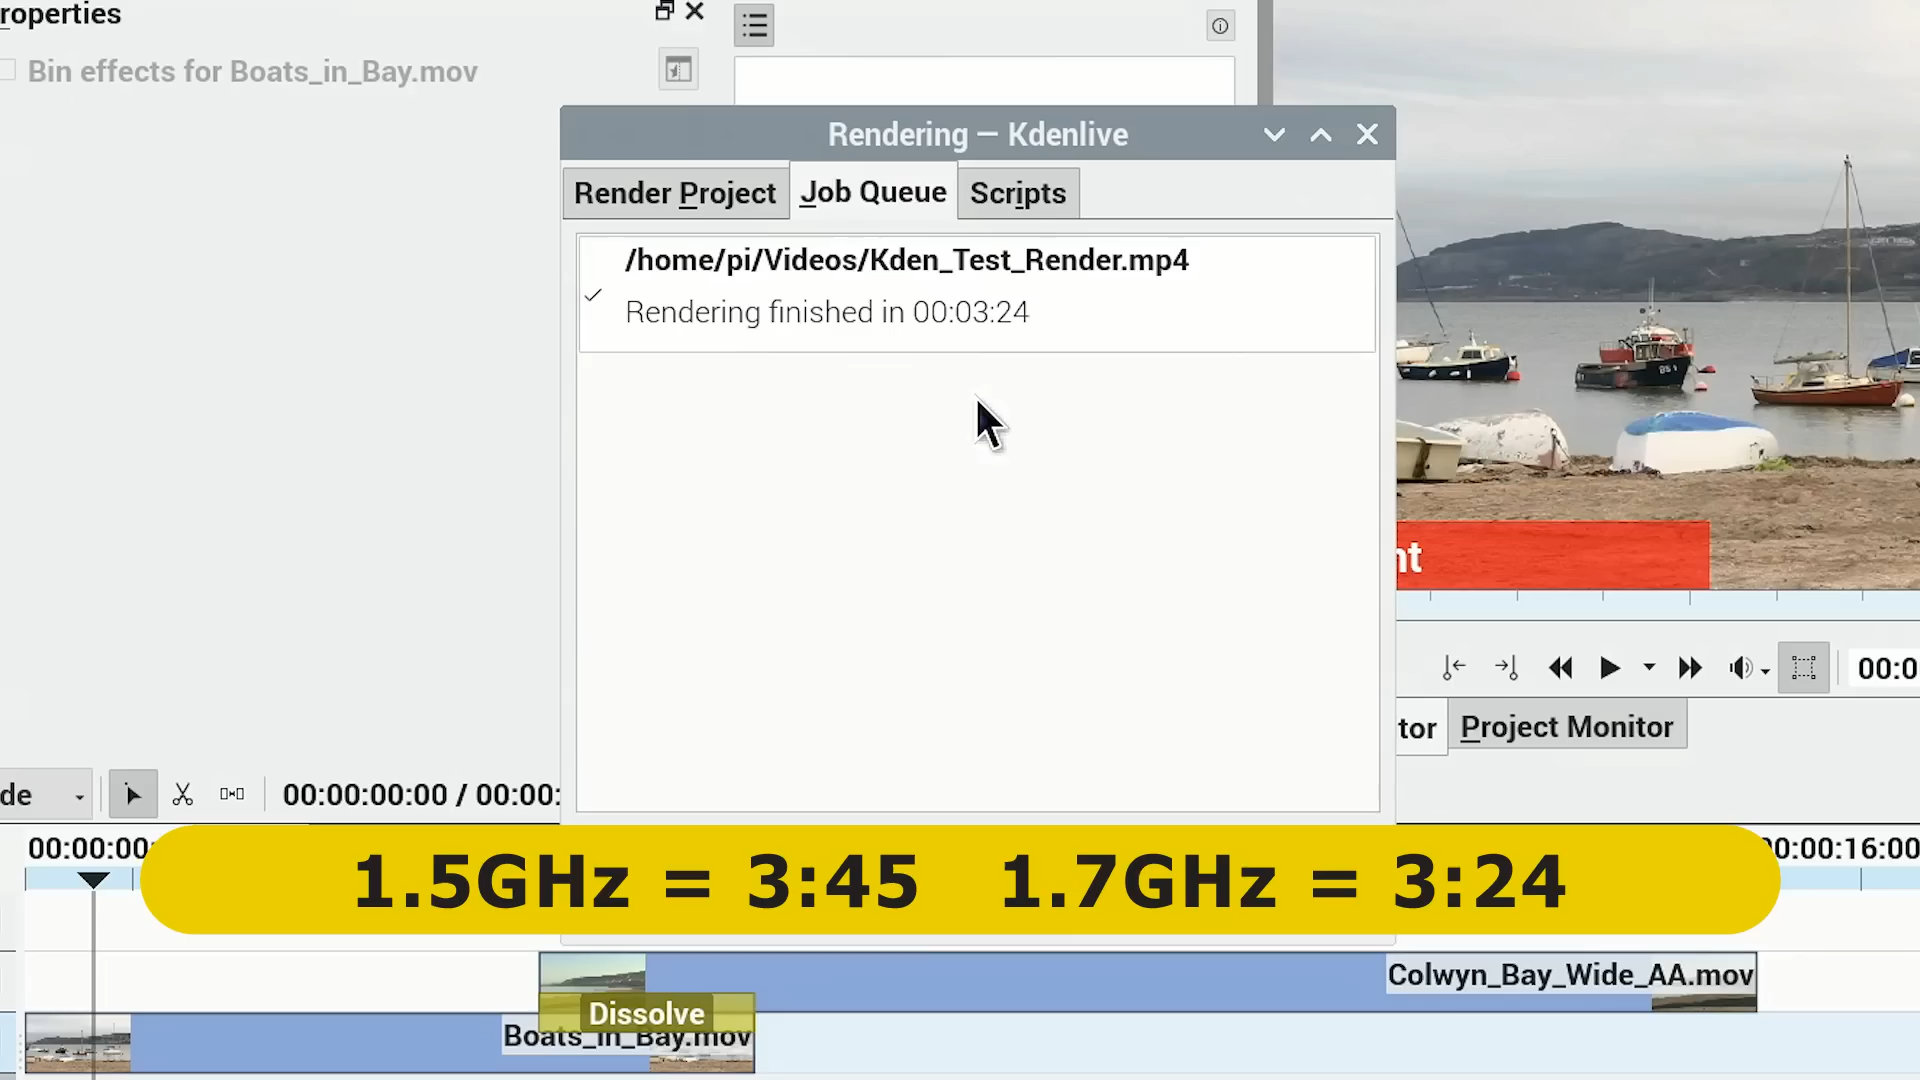 roperties
Bin effects for Boats_in_Bay.mov
Rendering — Kdenlive
Render Project
Job Queue
Scripts
/home/pi/Videos/Kden_Test_Render.mp4
Rendering finished in 00:03:24
nt
00:0
tor
Project Monitor
de
00:00:00:00 / 00:00:
00:00:00
00:00:16:00
1.5GHz = 3:45 1.7GHz = 3:24
Colwyn_Bay_Wide_AA.mov
Dissolve
Boats_in_Bay.mov